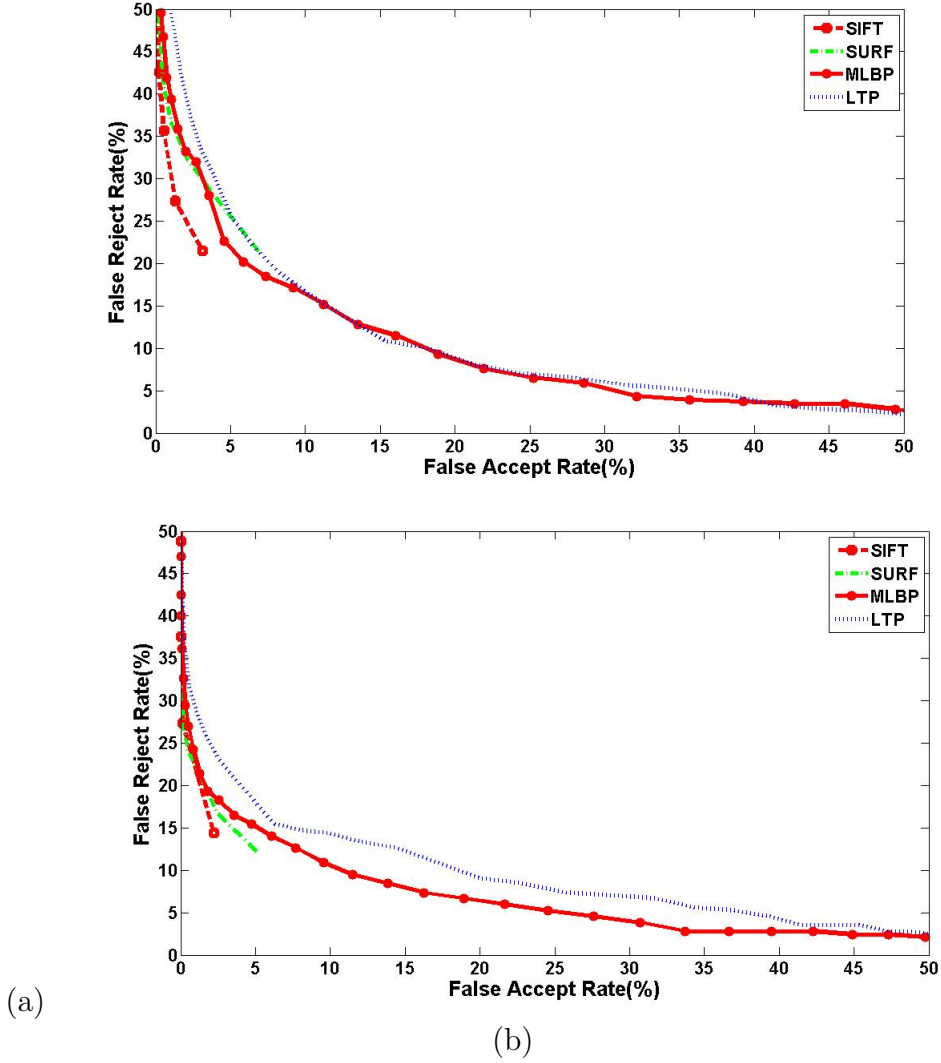 50
45
40
35
30
25
20
15
10
5
0
False Reject Rate(%)
SIFT
SURF
MLBP
LTP
0 5 10 15 20 25 30 35 40 45 50
False Accept Rate(%)
50
45
40
35
30
25
20
15
10
5
0
False Reject Rate(%)
SIFT
SURF
MLBP
LTP
0 5 10 15 20 25 30 35 40 45 50
False Accept Rate(%)
(a)
(b)